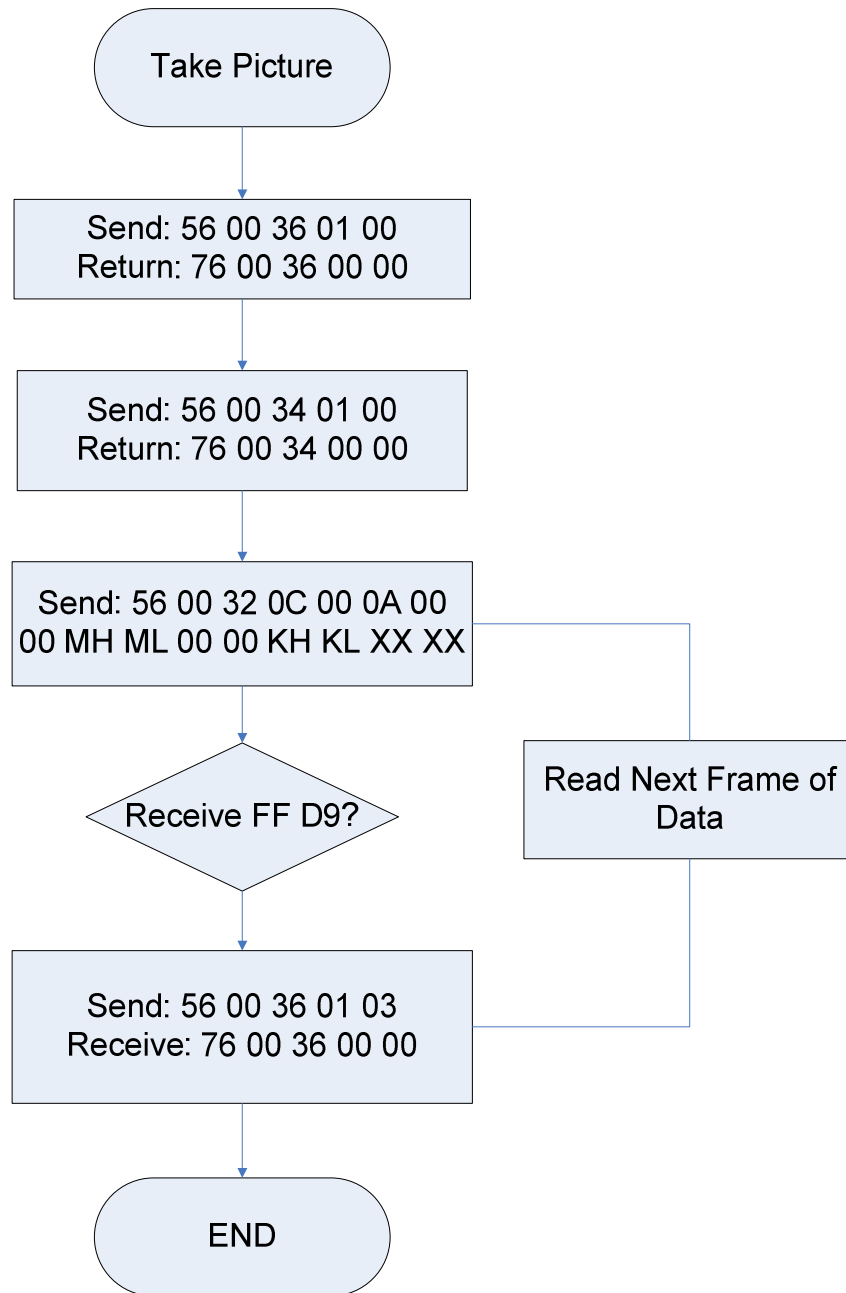 Take Picture
Send: 56 00 36 01 00
Return: 76 00 36 00 00
Send: 56 00 34 01 00
Return: 76 00 34 00 00
Send: 56 00 32 0C 00 0A 00
00 MH ML 00 00 KH KL XX XX
Read Next Frame of
Data
Receive FF D9?
Send: 56 00 36 01 03
Receive: 76 00 36 00 00
END